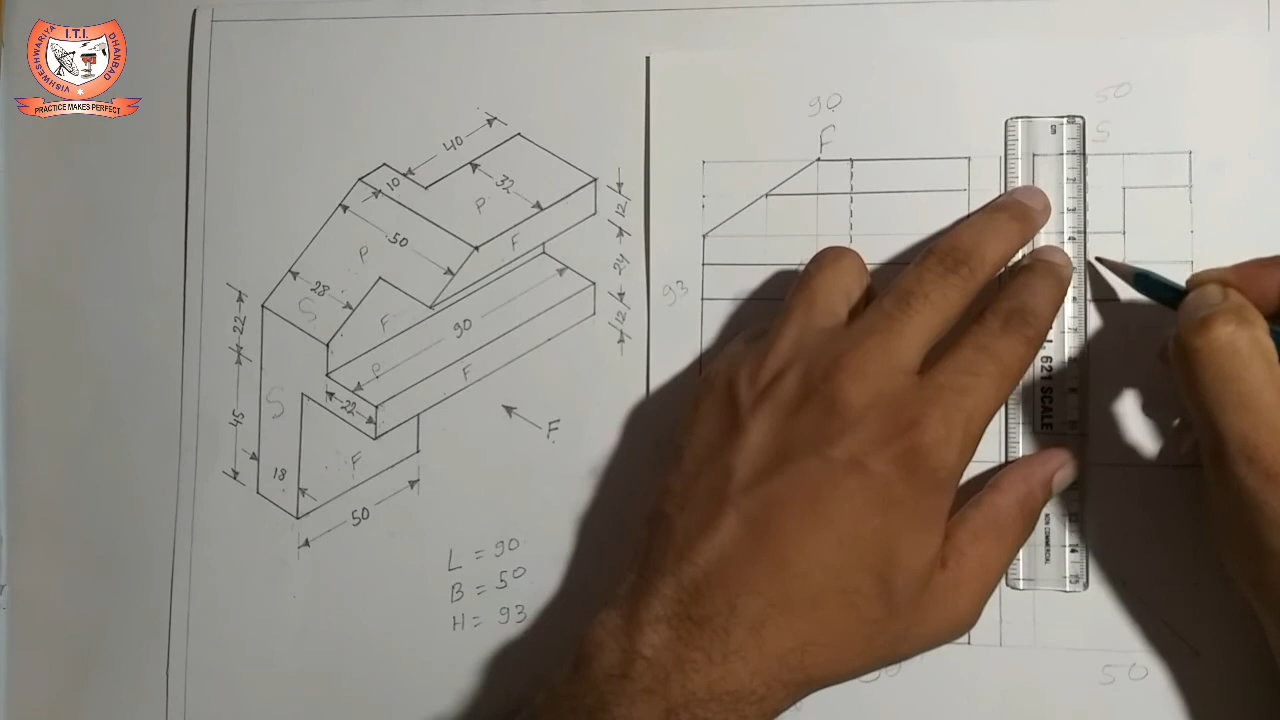 I.T.I.
VISHWESHWARIYA
DHANBAD
PRACTICE MAKES PERFECT
40
10
32
P
12
50
F
P
24
28
S
22
F
90
12
P
F
S
22
45
F
18
F
50
L = 90
B = 50
H = 93
90
F
50
S
93
621 SCALE
NON COMMERCIAL
50